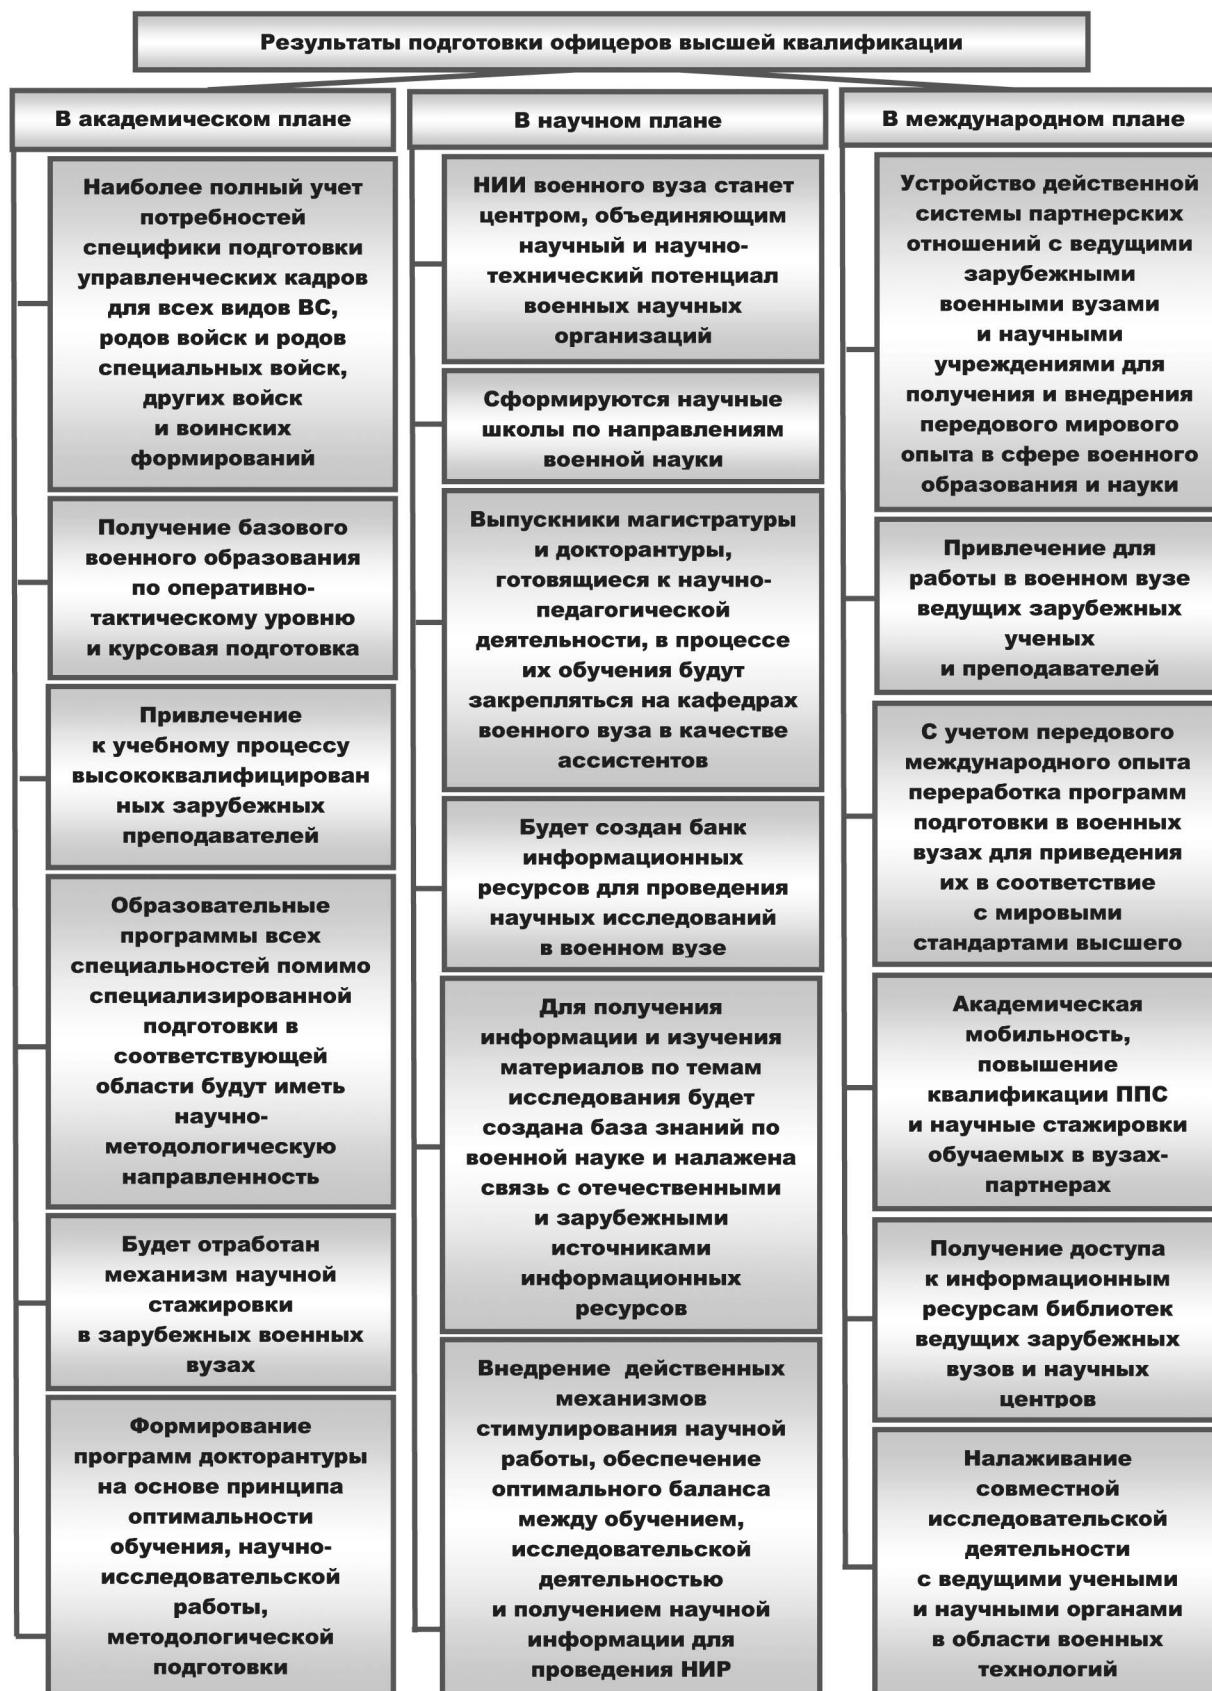 Результаты подготовки офицеров высшей квалификации
В академическом плане
Наиболее полный учет
потребностей
специфики подготовки
управленческих кадров
для всех видов ВС,
родов войск и родов
специальных войск,
других войск
и воинских
формирований
Получение базового
военного образования
по оперативно-
тактическому уровню
и курсовая подготовка
Привлечение
к учебному процессу
высококвалифицирован
ных зарубежных
преподавателей
Образовательные
программы всех
специальностей помимо
специализированной
подготовки в
соответствующей
области будут иметь
научно-
методологическую
направленность
Будет отработан
механизм научной
стажировки
в зарубежных военных
вузах
Формирование
программ докторантуры
на основе принципа
оптимальности
обучения, научно-
исследовательской
работы,
методологической
подготовки
В научном плане
НИИ военного вуза станет
центром, объединяющим
научный и научно-
технический потенциал
военных научных
организаций
Сформируются научные
школы по направлениям
военной науки
Выпускники магистратуры
и докторантуры,
готовящиеся к научно-
педагогической
деятельности, в процессе
их обучения будут
закрепляться на кафедрах
военного вуза в качестве
ассистентов
Будет создан банк
информационных
ресурсов для проведения
научных исследований
в военном вузе
Для получения
информации и изучения
материалов по темам
исследования будет
создана база знаний по
военной науке и налажена
связь с отечественными
и зарубежными
источниками
информационных
ресурсов
Внедрение действенных
механизмов
стимулирования научной
работы, обеспечение
оптимального баланса
между обучением,
исследовательской
деятельностью
и получением научной
информации для
проведения НИР
В международном плане
Устройство действенной
системы партнерских
отношений с ведущими
зарубежными
военными вузами
и научными
учреждениями для
получения и внедрения
передового мирового
опыта в сфере военного
образования и науки
Привлечение для
работы в военном вузе
ведущих зарубежных
ученых
и преподавателей
С учетом передового
международного опыта
переработка программ
подготовки в военных
вузах для приведения
их в соответствие
с мировыми
стандартами высшего
Академическая
мобильность,
повышение
квалификации ППС
и научные стажировки
обучаемых в вузах-
партнерах
Получение доступа
к информационным
ресурсам библиотек
ведущих зарубежных
вузов и научных
центров
Налаживание
совместной
исследовательской
деятельности
с ведущими учеными
и научными органами
в области военных
технологий